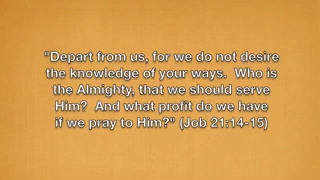 "Depart from us, for we do not desire
the knowledge of your ways.  Who is
the Almighty, that we should serve
Him?  And what profit do we have
if we pray to Him?" (Job 21:14-15)